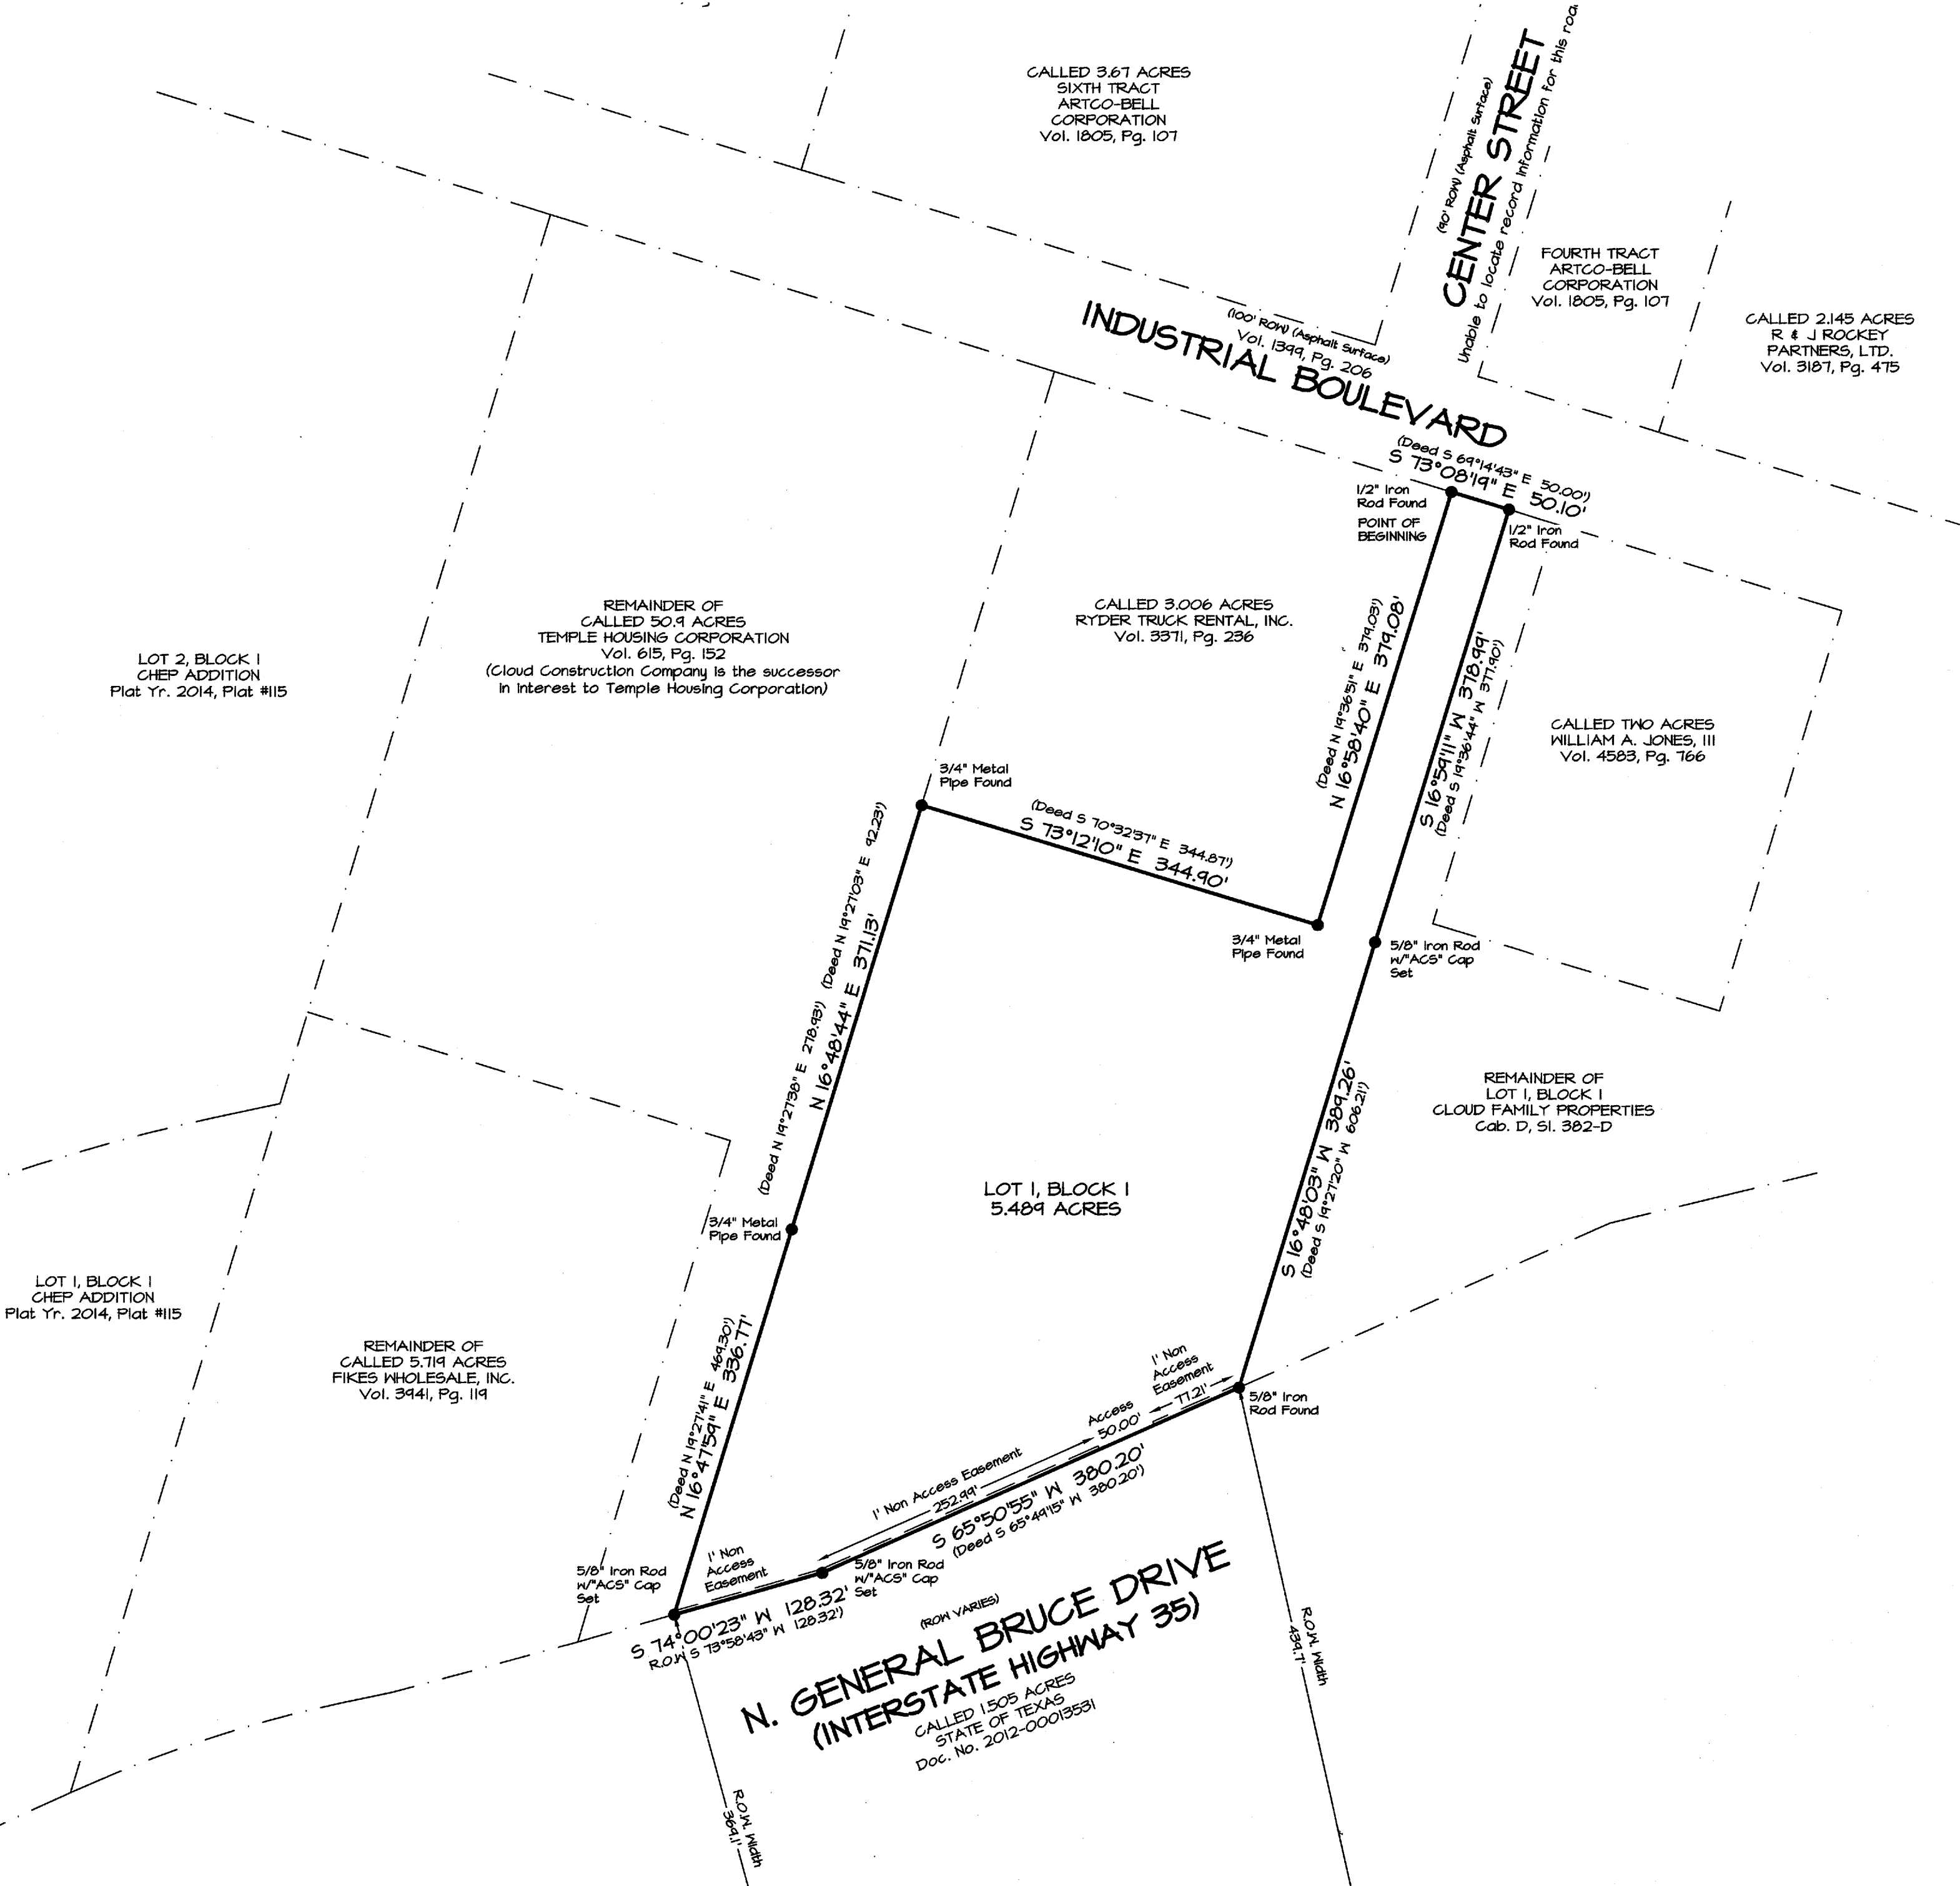 CALLED 3.67 ACRES
SIXTH TRACT
ARTCO-BELL
CORPORATION
Vol. 1805, Pg. 107
(90' ROW) (Asphalt Surface)
CENTER STREET
Unable to locate record information for this roa
FOURTH TRACT
ARTCO-BELL
CORPORATION
Vol. 1805, Pg. 107
CALLED 2.145 ACRES
R & J ROCKEY
PARTNERS, LTD.
Vol. 3187, Pg. 475
(100' ROW) (Asphalt Surface)
Vol. 1399, Pg. 206
INDUSTRIAL BOULEVARD
(Deed S 69°14'43" E 50.00')
S 73°08'19" E 50.10'
1/2" Iron
Rod Found
POINT OF
BEGINNING
1/2" Iron
Rod Found
LOT 2, BLOCK 1
CHEP ADDITION
Plat Yr. 2014, Plat #115
REMAINDER OF
CALLED 50.9 ACRES
TEMPLE HOUSING CORPORATION
Vol. 615, Pg. 152
(Cloud Construction Company is the successor
in interest to Temple Housing Corporation)
CALLED 3.006 ACRES
RYDER TRUCK RENTAL, INC.
Vol. 3371, Pg. 236
(Deed N 19°36'51" E 379.03')
N 16°58'40" E 379.08'
S 16°59'11" W 378.99'
(Deed S 19°36'44" W 377.90')
CALLED TWO ACRES
WILLIAM A. JONES, III
Vol. 4583, Pg. 766
3/4" Metal
Pipe Found
(Deed S 70°32'37" E 344.87')
S 73°12'10" E 344.90'
3/4" Metal
Pipe Found
5/8" Iron Rod
w/"ACS" Cap
Set
(Deed N 19°27'38" E 278.93') (Deed N 19°27'03" E 92.23')
N 16°48'44" E 371.13'
LOT 1, BLOCK 1
5.489 ACRES
S 16°48'03" W 389.26'
(Deed S 19°27'20" W 606.21')
REMAINDER OF
LOT 1, BLOCK 1
CLOUD FAMILY PROPERTIES
Cab. D, Sl. 382-D
3/4" Metal
Pipe Found
LOT 1, BLOCK 1
CHEP ADDITION
Plat Yr. 2014, Plat #115
REMAINDER OF
CALLED 5.719 ACRES
FIKES WHOLESALE, INC.
Vol. 3941, Pg. 119
(Deed N 19°27'41" E 469.30')
N 16°47'59" E 336.77'
1' Non
Access
Easement
77.21'
Access
50.00'
5/8" Iron
Rod Found
1' Non Access Easement
252.99'
S 65°50'55" W 380.20'
(Deed S 65°49'15" W 380.20')
1' Non
Access
Easement
5/8" Iron Rod
w/"ACS" Cap
Set
5/8" Iron Rod
w/"ACS" Cap
Set
S 74°00'23" W 128.32'
R.O.W S 73°58'43" W 128.32')
(ROW VARIES)
N. GENERAL BRUCE DRIVE
(INTERSTATE HIGHWAY 35)
CALLED 1.505 ACRES
STATE OF TEXAS
Doc. No. 2012-00013531
R.O.W. Width
439.7'
R.O.W. Width
369.1'